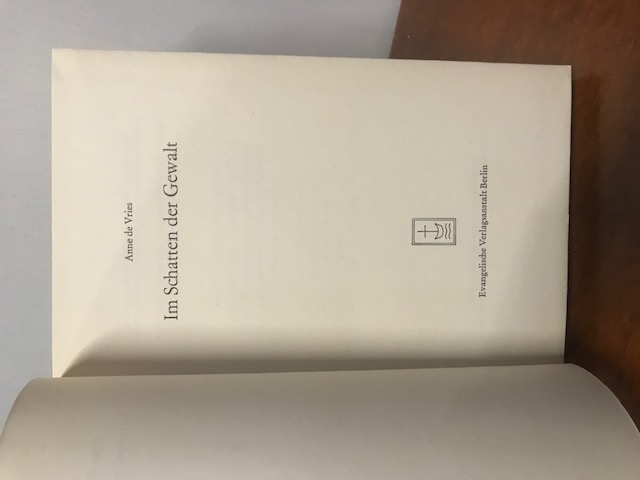 Anne de Vries
Im Schatten der Gewalt
Evangelische Verlagsanstalt Berlin